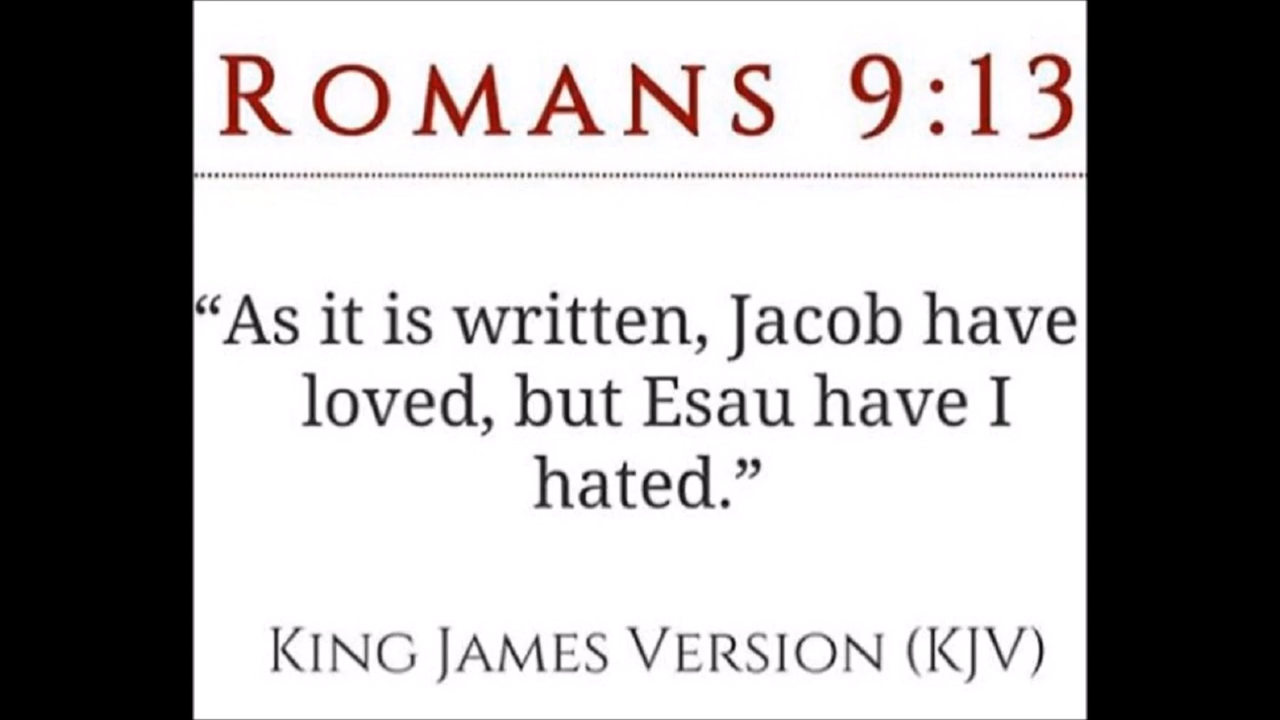 ROMANS 9:13
“As it is written, Jacob have
loved, but Esau have I
hated.”
KING JAMES VERSION (KJV)